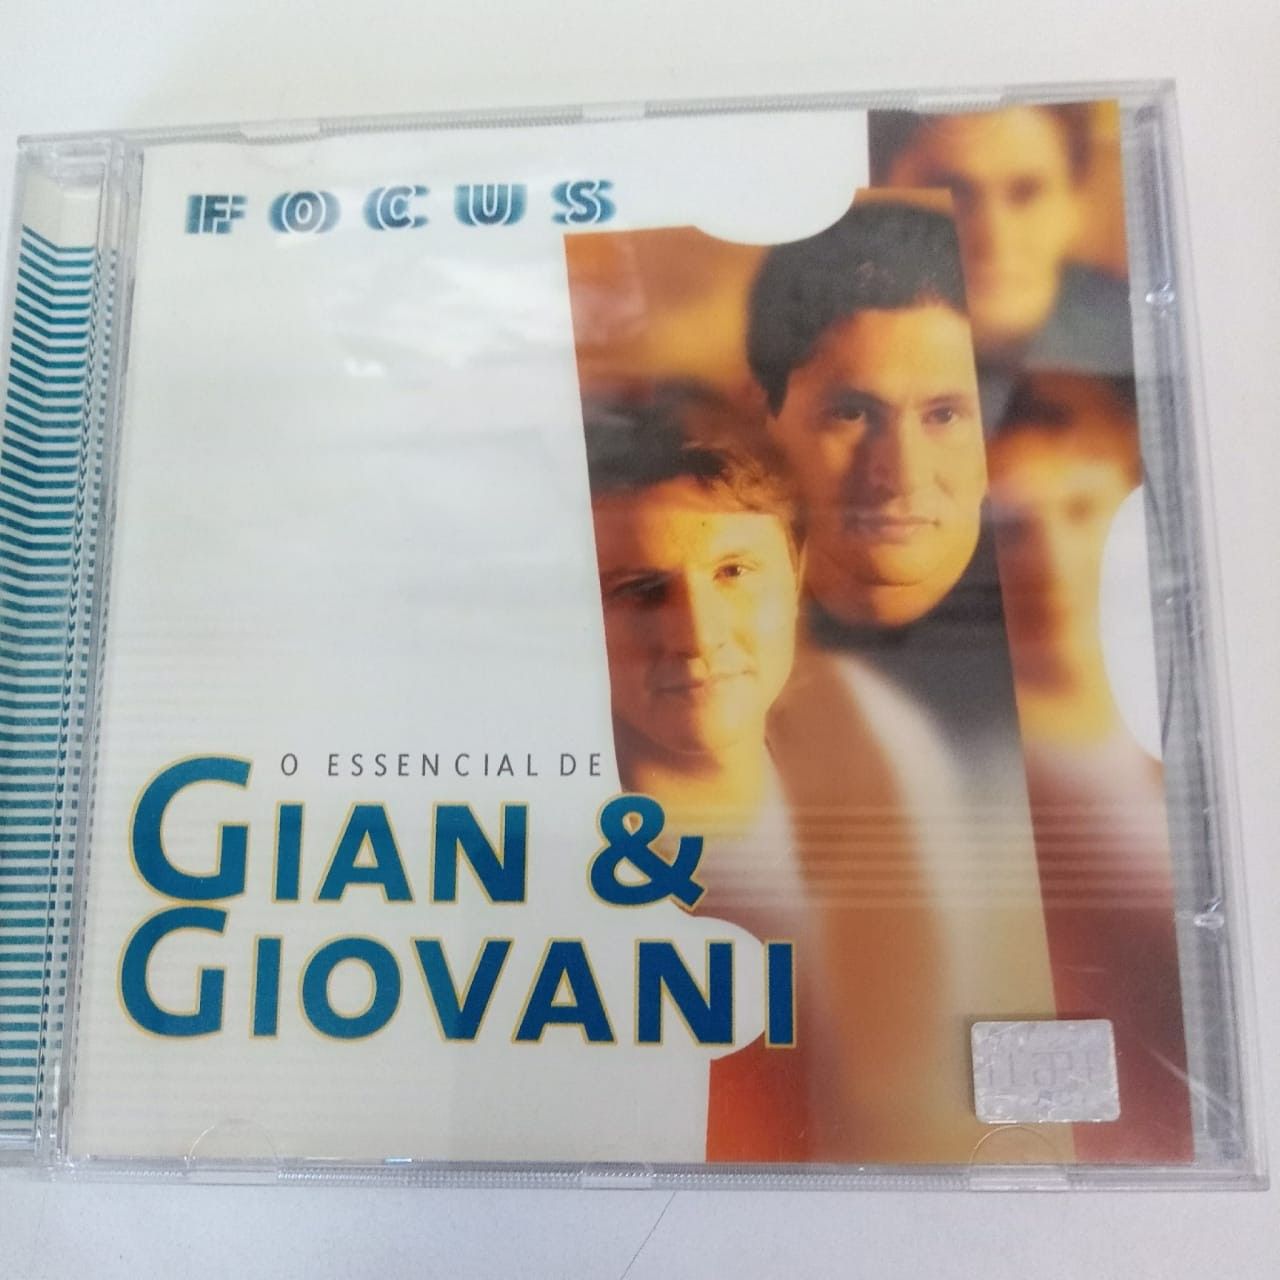 FOCUS
O ESSENCIAL DE
GIAN &
GIOVANI